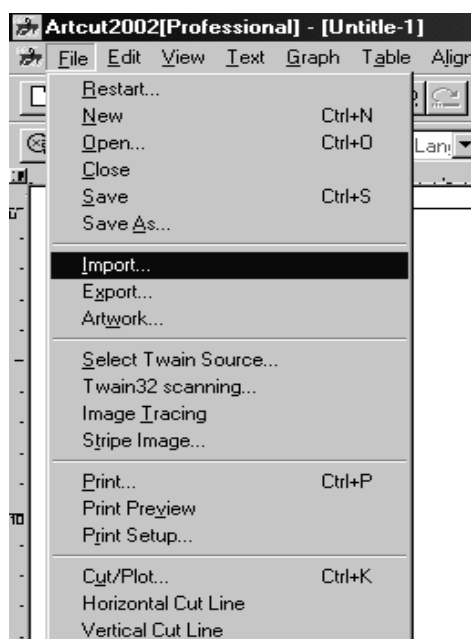 Artcut2002[Professional] - [Untitle-1]
File Edit View Text Graph Table Align
Restart...
New Ctrl+N
Open... Ctrl+O
Close
Save Ctrl+S
Save As...
Import...
Export...
Artwork...
Select Twain Source...
Twain32 scanning...
Image Tracing
Stripe Image...
Print... Ctrl+P
Print Preview
Print Setup...
Cut/Plot... Ctrl+K
Horizontal Cut Line
Vertical Cut Line
10